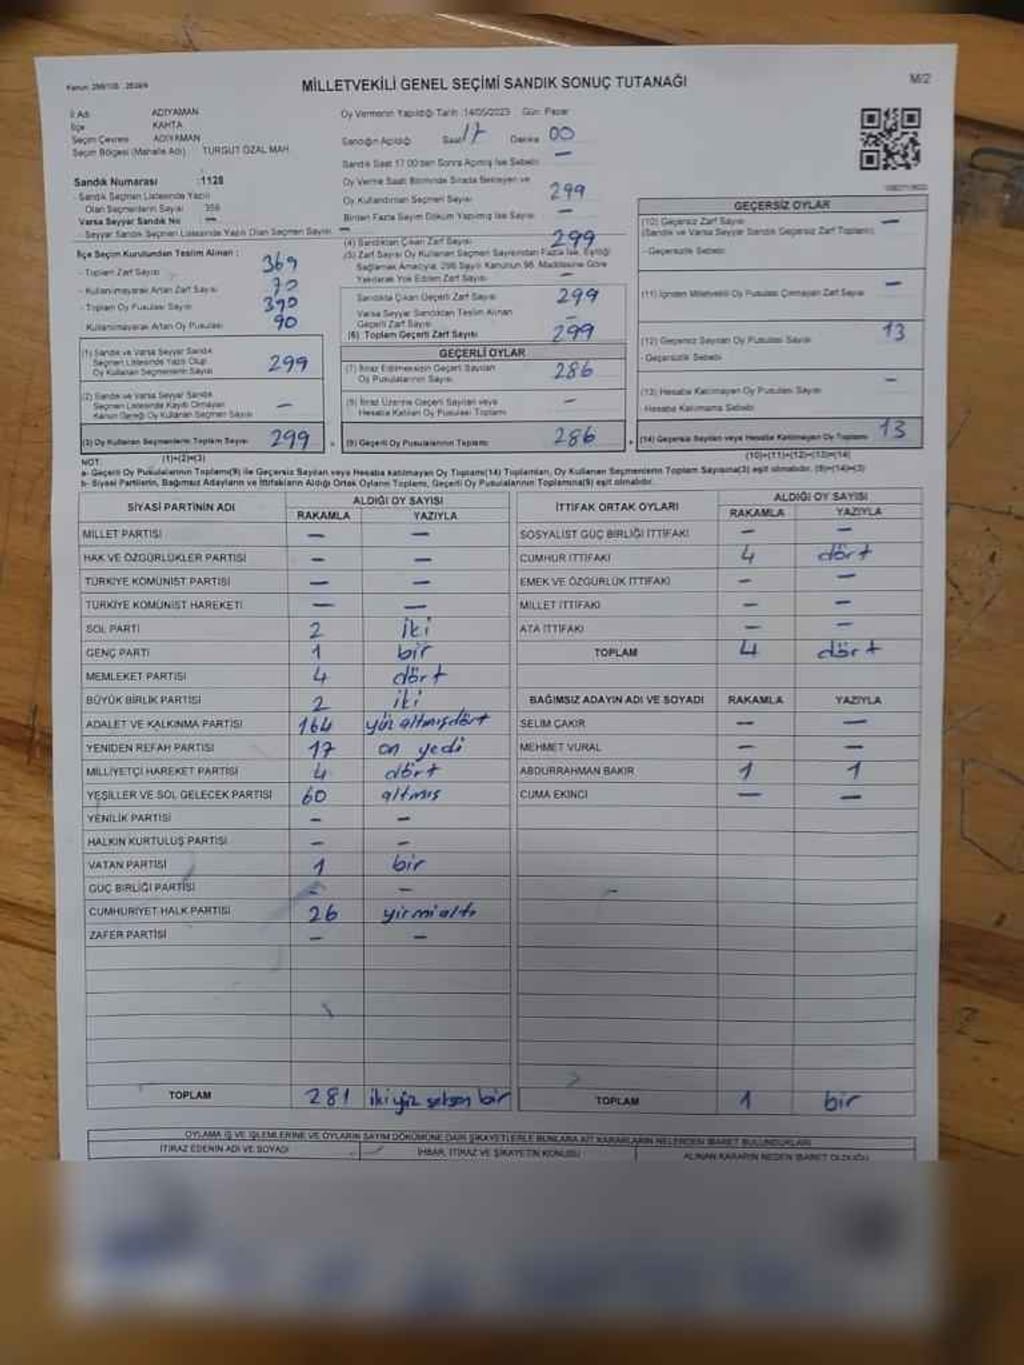 MİLLETVEKİLİ GENEL SEÇİMİ SANDIK SONUÇ TUTANAĞI
M/2
İl Adı ADIYAMAN
İlçe KAHTA
Seçim Çevresi ADIYAMAN
Seçim Bölgesi (Mahalle Adı) TURGUT ÖZAL MAH.
Sandık Numarası :1128
- Sandık Seçmen Listesinde Yazılı
Olan Seçmenlerin Sayısı
Varsa Seyyar Sandık No —
- Seyyar Sandık Seçmen Listesinde Yazılı Olan Seçmen Sayısı —
İlçe Seçim Kurulundan Teslim Alınan :
- Toplam Zarf Sayısı 369
- Kullanılmayarak Artan Zarf Sayısı 70
- Toplam Oy Pusulası Sayısı 390
Kullanılmayarak Artan Oy Pusulası 90
(1) Sandık ve Varsa Seyyar Sandık
Seçmen Listesinde Yazılı Olup
Oy Kullanan Seçmenlerin Sayısı 299
(2) Sandık ve Varsa Seyyar Sandık
Seçmen Listesinde Kayıtlı Olmayan
Kanun Gereği Oy Kullanan Seçmen Sayısı —
(3) Oy Kullanan Seçmenlerin Toplam Sayısı 299
(1)+(2)=(3)
Oy Vermenin Yapıldığı Tarih :14/05/2023 Gün: Pazar
Sandığın Açıldığı Saat 17 Dakika 00
Sandık Saat 17.00'den Sonra Açılmış İse Sebebi —
Oy Verme Saati Bitiminde Sırada Bekleyen ve
Oy Kullandırılan Seçmen Sayısı 299
Birden Fazla Sayım Döküm Yapılmış İse Sayısı —
(4) Sandıktan Çıkan Zarf Sayısı 299
(5) Zarf Sayısı Oy Kullanan Seçmen Sayısından Fazla İse, Eşitliği
Sağlamak Amacıyla, 298 Sayılı Kanunun 98. Maddesine Göre
Yakılarak Yok Edilen Zarf Sayısı —
Sandıkta Çıkan Geçerli Zarf Sayısı 299
Varsa Seyyar Sandıktan Teslim Alınan
Geçerli Zarf Sayısı —
(6) Toplam Geçerli Zarf Sayısı 299
GEÇERLİ OYLAR
(7) İtiraz Edilmeksizin Geçerli Sayılan
Oy Pusulalarının Sayısı 286
(8) İtiraz Üzerine Geçerli Sayılan veya
Hesaba Katılan Oy Pusulası Toplamı —
(9) Geçerli Oy Pusulalarının Toplamı 286
GEÇERSİZ OYLAR
(10) Geçersiz Zarf Sayısı —
(Sandık ve Varsa Seyyar Sandık Geçersiz Zarf Toplamı)
- Geçersizlik Sebebi
(11) İçinden Milletvekili Oy Pusulası Çıkmayan Zarf Sayısı —
(12) Geçersiz Sayılan Oy Pusulası Sayısı 13
- Geçersizlik Sebebi
(13) Hesaba Katılmayan Oy Pusulası Sayısı —
- Hesaba Katılmama Sebebi
(14) Geçersiz Sayılan veya Hesaba Katılmayan Oy Toplamı 13
(10)+(11)+(12)+(13)=(14)
NOT:
a- Geçerli Oy Pusulalarının Toplamı(9) ile Geçersiz Sayılan veya Hesaba katılmayan Oy Toplamı(14) Toplamları, Oy Kullanan Seçmenlerin Toplam Sayısına(3) eşit olmalıdır. (9)+(14)=(3)
b- Siyasi Partilerin, Bağımsız Adayların ve İttifakların Aldığı Ortak Oyların Toplamı, Geçerli Oy Pusulalarının Toplamına(9) eşit olmalıdır.
SİYASİ PARTİNİN ADI ALDIĞI OY SAYISI
RAKAMLA YAZIYLA
MİLLET PARTİSİ — —
HAK VE ÖZGÜRLÜKLER PARTİSİ — —
TÜRKİYE KOMÜNİST PARTİSİ — —
TÜRKİYE KOMÜNİST HAREKETİ — —
SOL PARTİ 2 iki
GENÇ PARTİ 1 bir
MEMLEKET PARTİSİ 4 dört
BÜYÜK BİRLİK PARTİSİ 2 iki
ADALET VE KALKINMA PARTİSİ 164 yüz altmışdört
YENİDEN REFAH PARTİSİ 17 on yedi
MİLLİYETÇİ HAREKET PARTİSİ 4 dört
YEŞİLLER VE SOL GELECEK PARTİSİ 60 altmış
YENİLİK PARTİSİ — —
HALKIN KURTULUŞ PARTİSİ — —
VATAN PARTİSİ 1 bir
GÜÇ BİRLİĞİ PARTİSİ — —
CUMHURİYET HALK PARTİSİ 26 yirmialtı
ZAFER PARTİSİ — —
TOPLAM 281 ikiyüz seksen bir
İTTİFAK ORTAK OYLARI ALDIĞI OY SAYISI
RAKAMLA YAZIYLA
SOSYALİST GÜÇ BİRLİĞİ İTTİFAKI — —
CUMHUR İTTİFAKI 4 dört
EMEK VE ÖZGÜRLÜK İTTİFAKI — —
MİLLET İTTİFAKI — —
ATA İTTİFAKI — —
TOPLAM 4 dört
BAĞIMSIZ ADAYIN ADI VE SOYADI RAKAMLA YAZIYLA
SELİM ÇAKIR — —
MEHMET VURAL — —
ABDURRAHMAN BAKIR 1 1
CUMA EKİNCİ — —
TOPLAM 1 bir
OYLAMA İŞ VE İŞLEMLERİNE VE OYLARIN SAYIM DÖKÜMÜNE DAİR ŞİKAYETLERLE BUNLARA AİT KARARLARIN NELERDEN İBARET BULUNDUKLARI
İTİRAZ EDENİN ADI VE SOYADI İHBAR, İTİRAZ VE ŞİKAYETİN KONUSU ALINAN KARARIN NEDEN İBARET OLDUĞU